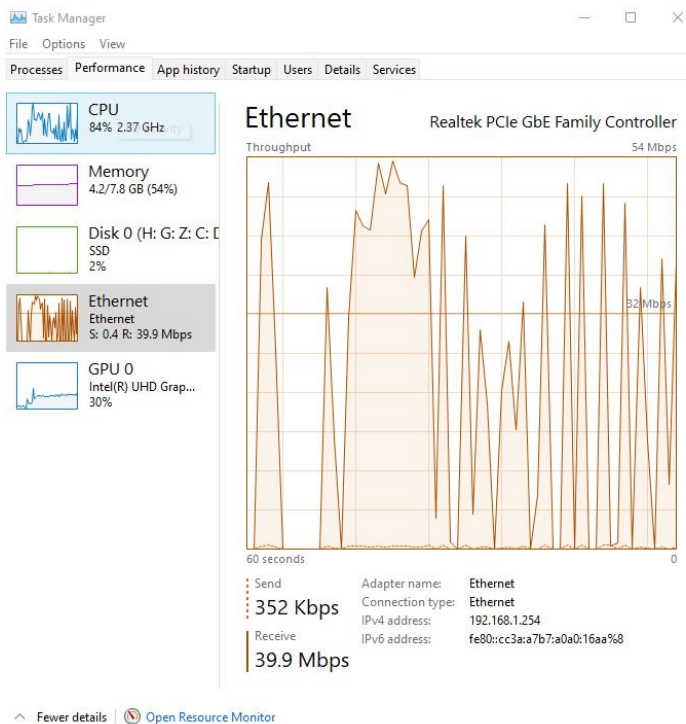 Task Manager
File Options View
Processes Performance App history Startup Users Details Services
CPU
84% 2.37 GHz
Memory
4.2/7.8 GB (54%)
Disk 0 (H: G: Z: C: D
SSD
2%
Ethernet
Ethernet
S: 0.4 R: 39.9 Mbps
GPU 0
Intel(R) UHD Grap...
30%
Ethernet Realtek PCIe GbE Family Controller
Throughput 54 Mbps
32 Mbps
60 seconds 0
Send
352 Kbps
Receive
39.9 Mbps
Adapter name: Ethernet
Connection type: Ethernet
IPv4 address: 192.168.1.254
IPv6 address: fe80::cc3a:a7b7:a0a0:16aa%8
Fewer details Open Resource Monitor